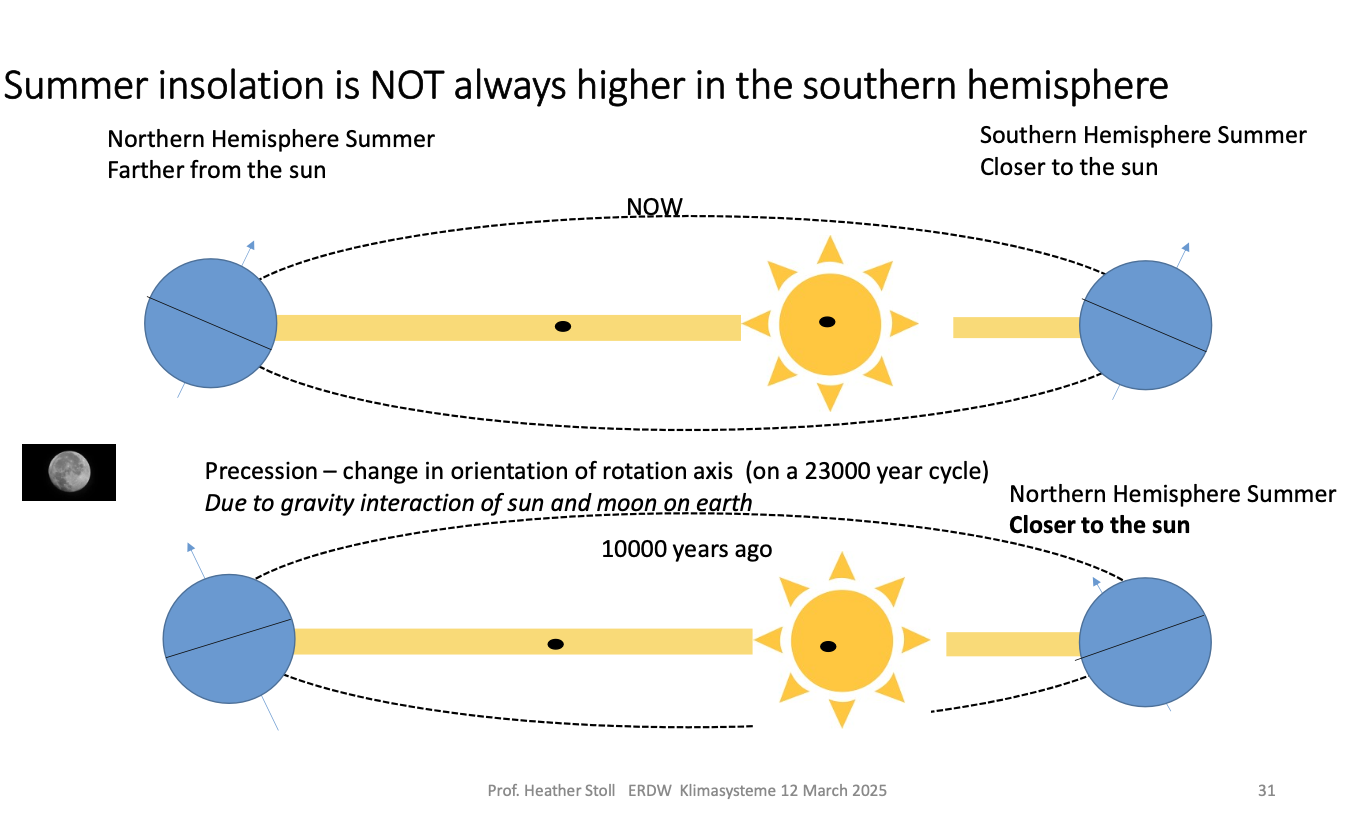 Summer insolation is NOT always higher in the southern hemisphere
Northern Hemisphere Summer
Farther from the sun
Southern Hemisphere Summer
Closer to the sun
NOW
Precession – change in orientation of rotation axis  (on a 23000 year cycle)
Due to gravity interaction of sun and moon on earth
Northern Hemisphere Summer
Closer to the sun
10000 years ago
Prof. Heather Stoll   ERDW  Klimasysteme 12 March 2025
31